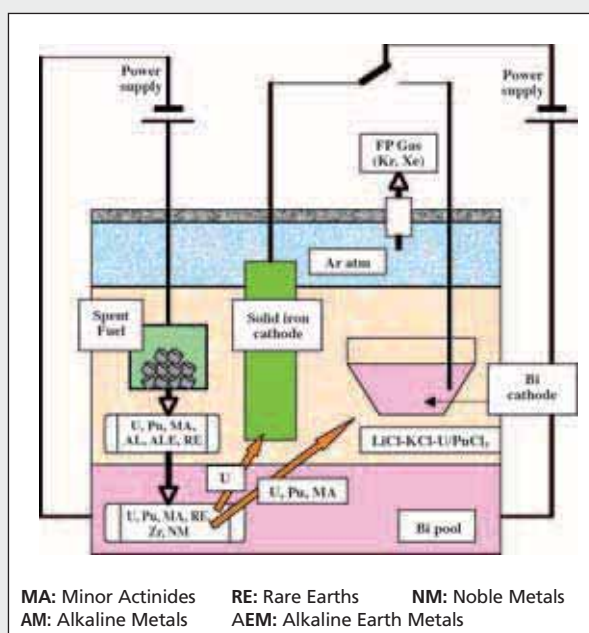 Power
supply
Power
supply
FP Gas
(Kr, Xe)
Ar atm
Spent
Fuel
Solid iron
cathode
Bi
cathode
U, Pu, MA,
AL, ALE, RE
LiCl-KCl-U/PuCl₃
U
U, Pu, MA
U, Pu, MA, RE,
Zr, NM
Bi pool
MA: Minor Actinides RE: Rare Earths NM: Noble Metals
AM: Alkaline Metals AEM: Alkaline Earth Metals